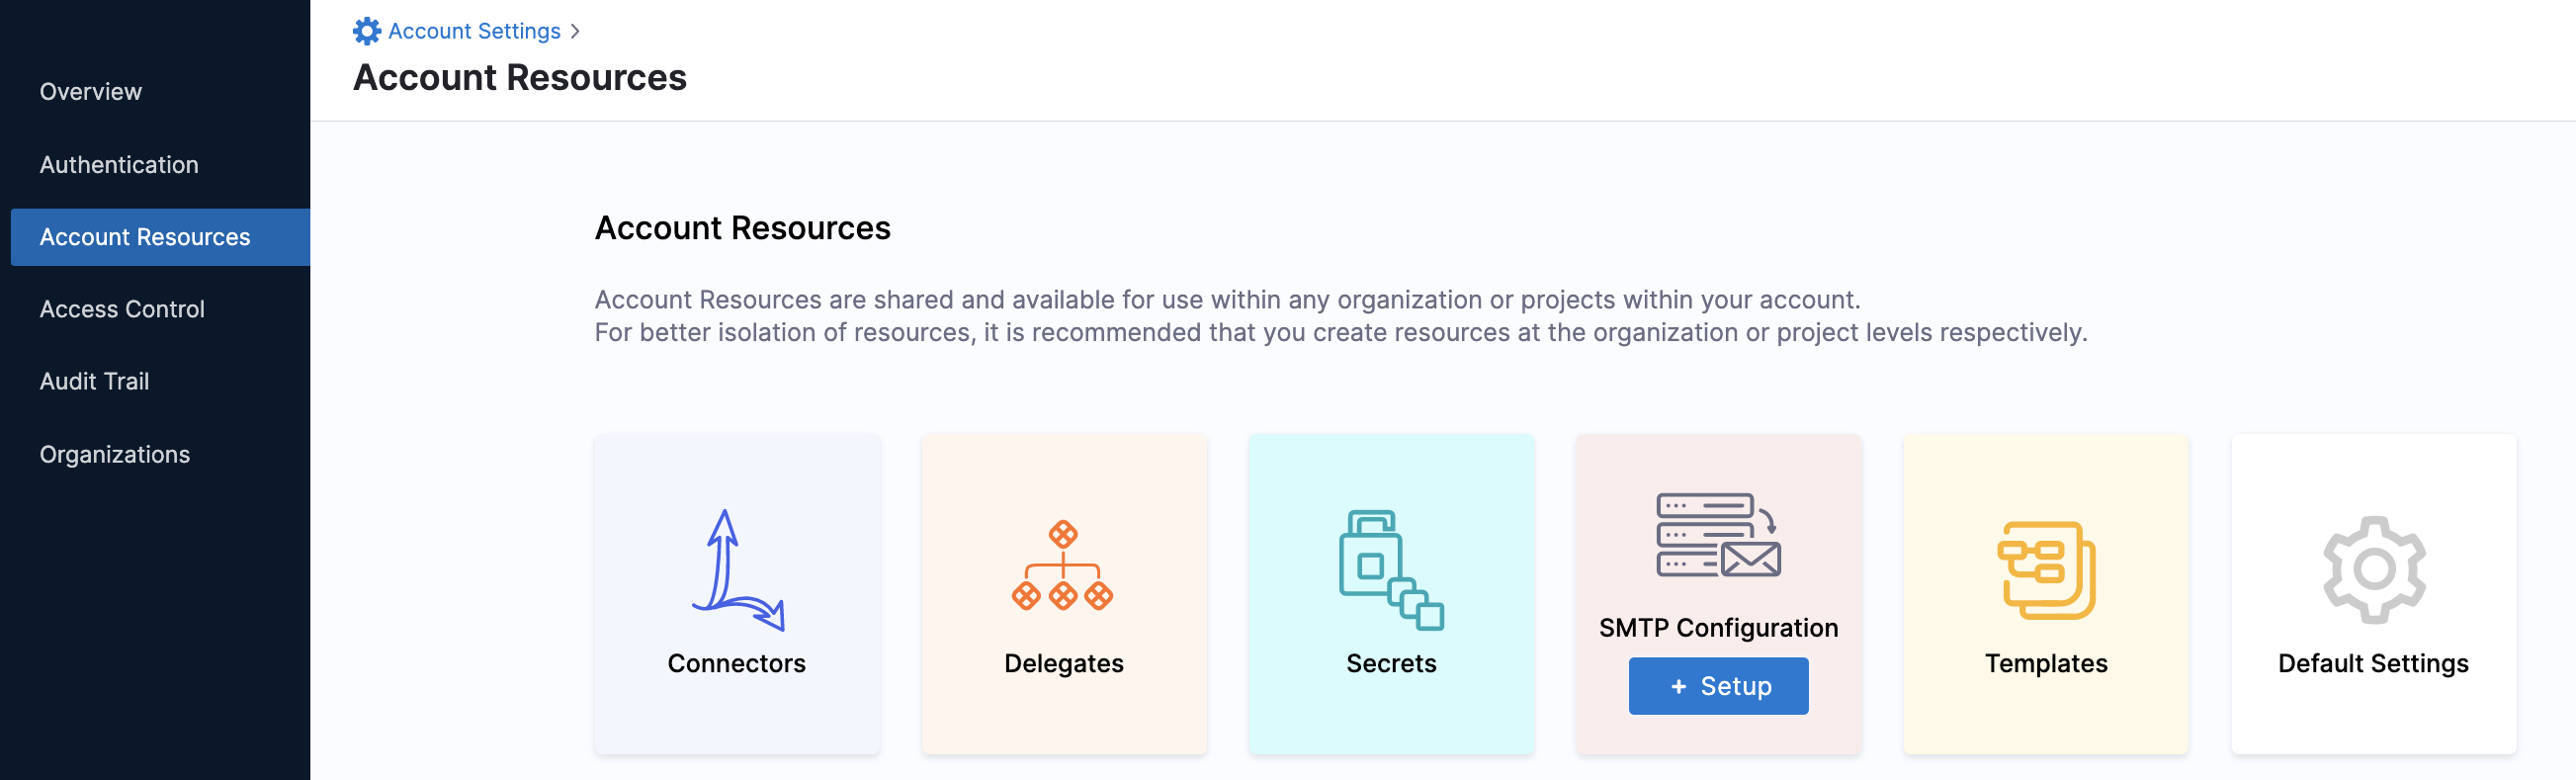 Overview
Authentication
Account Resources
Access Control
Audit Trail
Organizations
Account Settings >
Account Resources
Account Resources
Account Resources are shared and available for use within any organization or projects within your account.
For better isolation of resources, it is recommended that you create resources at the organization or project levels respectively.
Connectors
Delegates
Secrets
SMTP Configuration
+ Setup
Templates
Default Settings